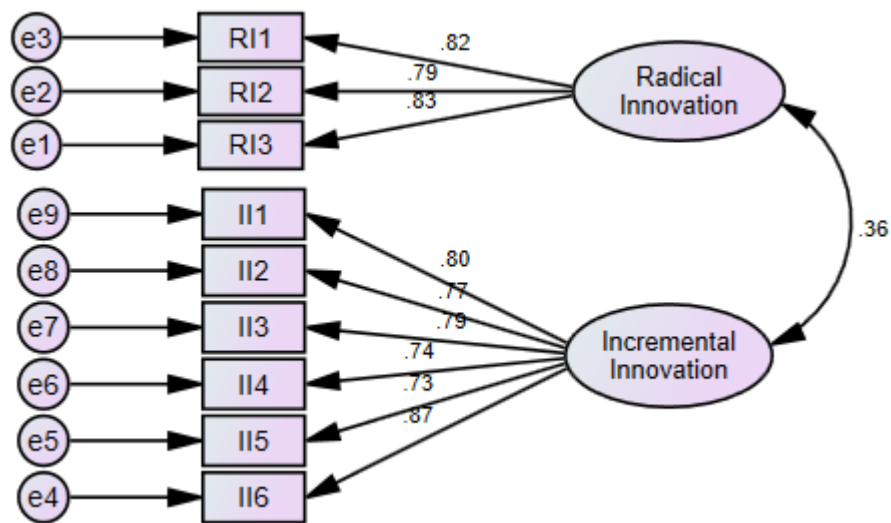 e3
RI1
.82
Radical
Innovation
.79
e2
RI2
.83
e1
RI3
e9
II1
.36
.80
e8
II2
.77
.79
e7
II3
Incremental
Innovation
.74
e6
II4
.73
.87
e5
II5
e4
II6